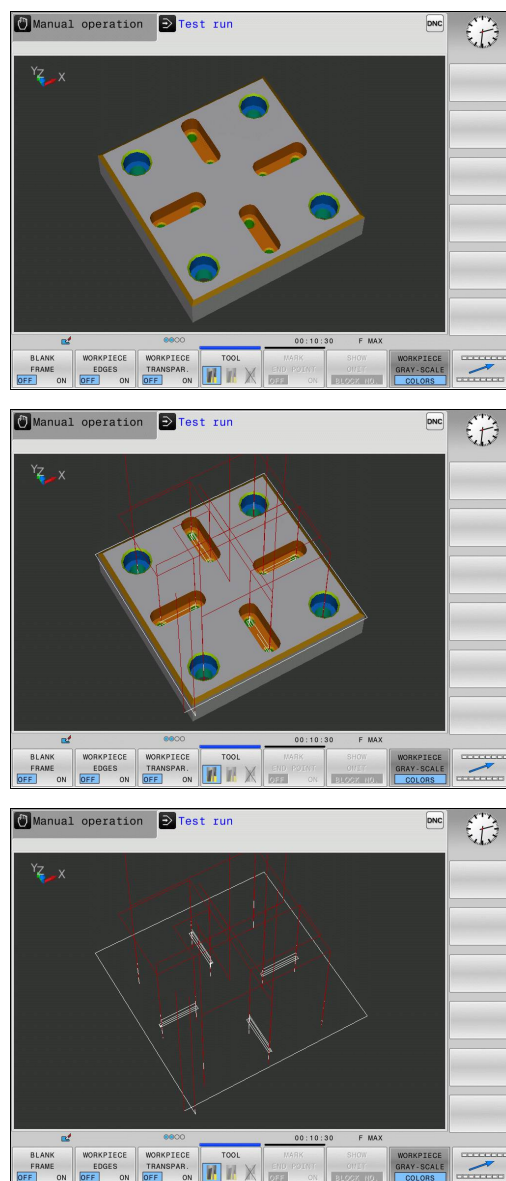 Manual operation
Test run
DNC
YZ X
00:10:30 F MAX
BLANK FRAME OFF ON
WORKPIECE EDGES OFF ON
WORKPIECE TRANSPAR. OFF ON
TOOL
MARK END POINT OFF ON
SHOW OMIT BLOCK NO.
WORKPIECE GRAY-SCALE COLORS
Manual operation
Test run
DNC
YZ X
00:10:30 F MAX
BLANK FRAME OFF ON
WORKPIECE EDGES OFF ON
WORKPIECE TRANSPAR. OFF ON
TOOL
MARK END POINT OFF ON
SHOW OMIT BLOCK NO.
WORKPIECE GRAY-SCALE COLORS
Manual operation
Test run
DNC
YZ X
00:10:30 F MAX
BLANK FRAME OFF ON
WORKPIECE EDGES OFF ON
WORKPIECE TRANSPAR. OFF ON
TOOL
MARK END POINT OFF ON
SHOW OMIT BLOCK NO.
WORKPIECE GRAY-SCALE COLORS